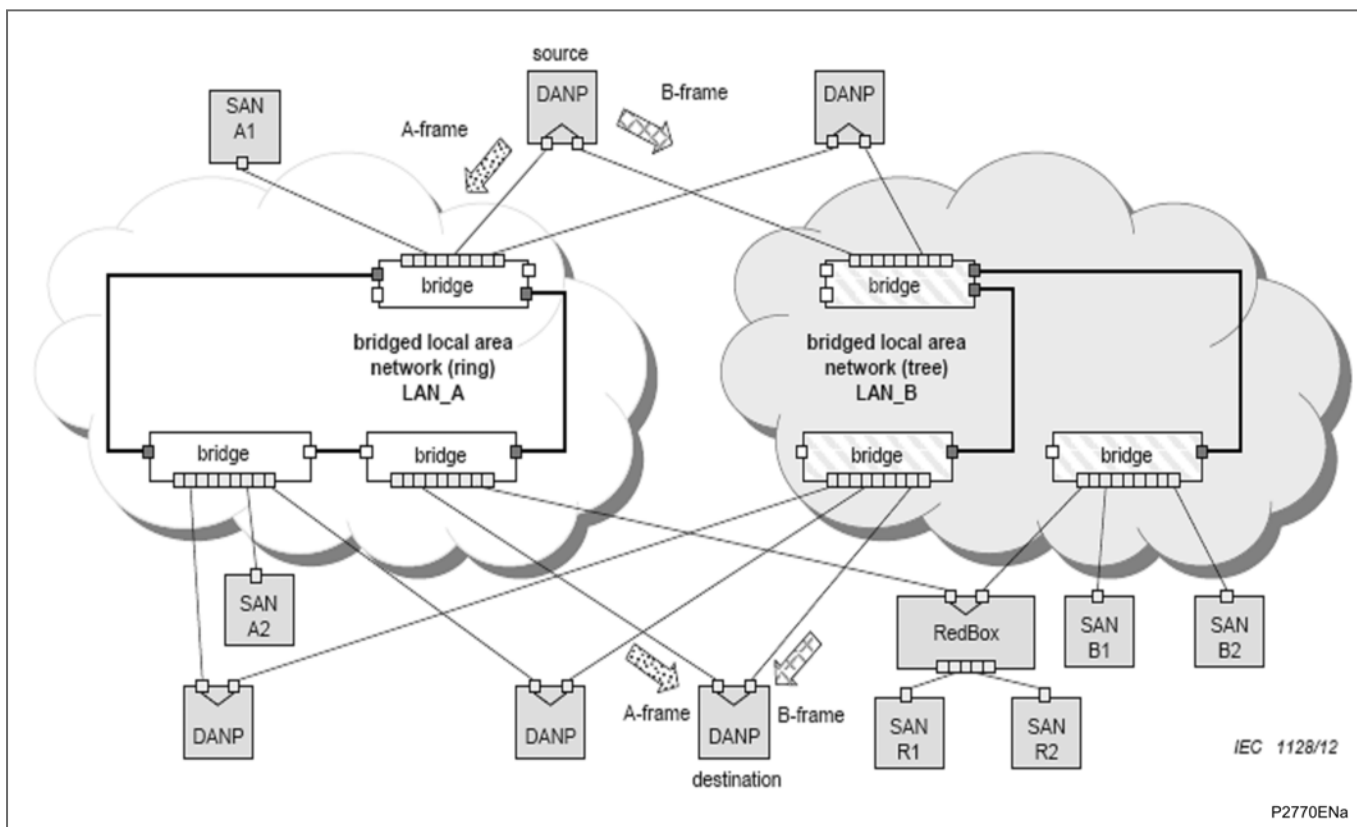 source
DANP
B-frame
DANP
SAN
A1
A-frame
bridge
bridge
bridged local area
network (ring)
LAN_A
bridged local area
network (tree)
LAN_B
bridge
bridge
bridge
bridge
SAN
A2
RedBox
SAN
B1
SAN
B2
DANP
DANP
A-frame
DANP
B-frame
destination
SAN
R1
SAN
R2
IEC 1128/12
P2770ENa